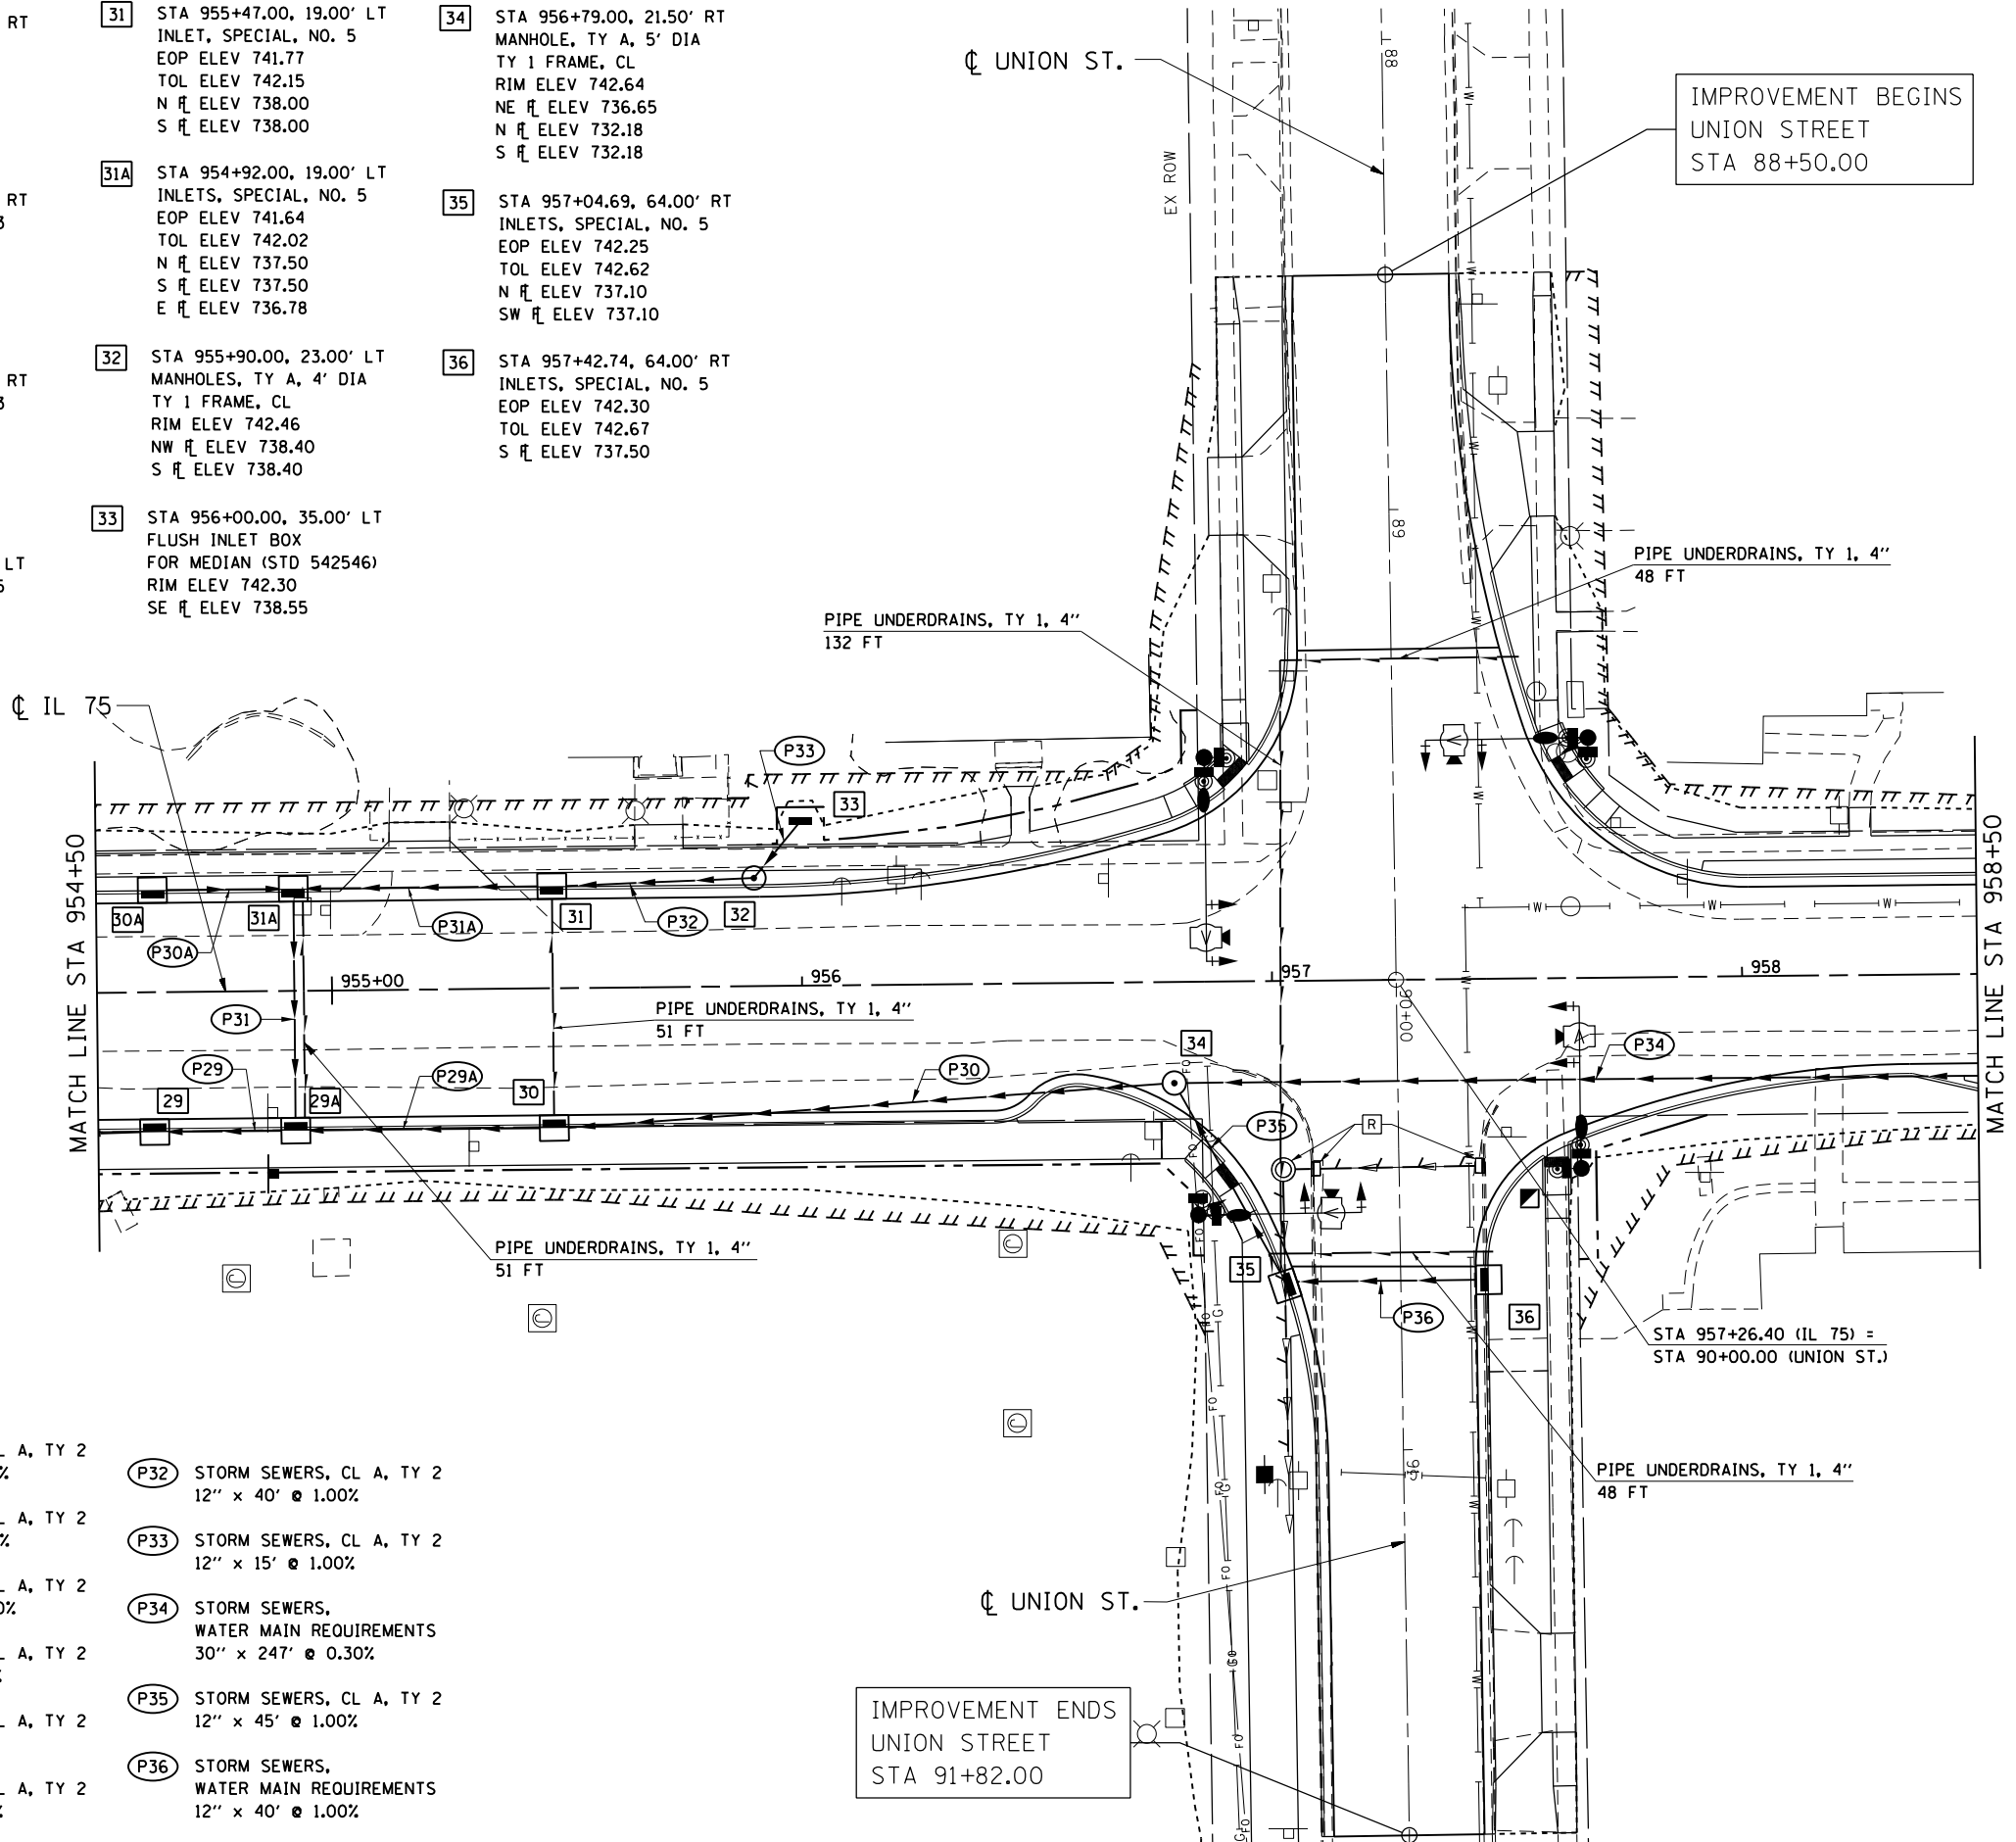 RT
31
STA 955+47.00, 19.00' LT
INLET, SPECIAL, NO. 5
EOP ELEV 741.77
TOL ELEV 742.15
N ELEV 738.00
S ELEV 738.00
RT
31A
STA 954+92.00, 19.00' LT
INLETS, SPECIAL, NO. 5
EOP ELEV 741.64
TOL ELEV 742.02
N ELEV 737.50
S ELEV 737.50
E ELEV 736.78
RT
32
STA 955+90.00, 23.00' LT
MANHOLES, TY A, 4' DIA
TY 1 FRAME, CL
RIM ELEV 742.46
NW ELEV 738.40
S ELEV 738.40
LT
33
STA 956+00.00, 35.00' LT
FLUSH INLET BOX
FOR MEDIAN (STD 542546)
RIM ELEV 742.30
SE ELEV 738.55
34
STA 956+79.00, 21.50' RT
MANHOLE, TY A, 5' DIA
TY 1 FRAME, CL
RIM ELEV 742.64
NE ELEV 736.65
N ELEV 732.18
S ELEV 732.18
35
STA 957+04.69, 64.00' RT
INLETS, SPECIAL, NO. 5
EOP ELEV 742.25
TOL ELEV 742.62
N ELEV 737.10
SW ELEV 737.10
36
STA 957+42.74, 64.00' RT
INLETS, SPECIAL, NO. 5
EOP ELEV 742.30
TOL ELEV 742.67
S ELEV 737.50
℄ UNION ST.
88
IMPROVEMENT BEGINS
UNION STREET
STA 88+50.00
EX ROW
89
PIPE UNDERDRAINS, TY 1, 4"
48 FT
PIPE UNDERDRAINS, TY 1, 4"
132 FT
℄ IL 75
P33
33
MATCH LINE STA 954+50
30A
31A
P31A
31
P32
32
P30A
955+00
956
957
958
MATCH LINE STA 958+50
90+00
P31
PIPE UNDERDRAINS, TY 1, 4"
51 FT
34
P34
P29
P29A
P30
29
29A
30
P35
R
PIPE UNDERDRAINS, TY 1, 4"
51 FT
35
P36
36
STA 957+26.40 (IL 75) =
STA 90+00.00 (UNION ST.)
PIPE UNDERDRAINS, TY 1, 4"
48 FT
℄ UNION ST.
IMPROVEMENT ENDS
UNION STREET
STA 91+82.00
A, TY 2
A, TY 2
A, TY 2
A, TY 2
A, TY 2
A, TY 2
P32
STORM SEWERS, CL A, TY 2
12" x 40' @ 1.00%
P33
STORM SEWERS, CL A, TY 2
12" x 15' @ 1.00%
P34
STORM SEWERS,
WATER MAIN REQUIREMENTS
30" x 247' @ 0.30%
P35
STORM SEWERS, CL A, TY 2
12" x 45' @ 1.00%
P36
STORM SEWERS,
WATER MAIN REQUIREMENTS
12" x 40' @ 1.00%